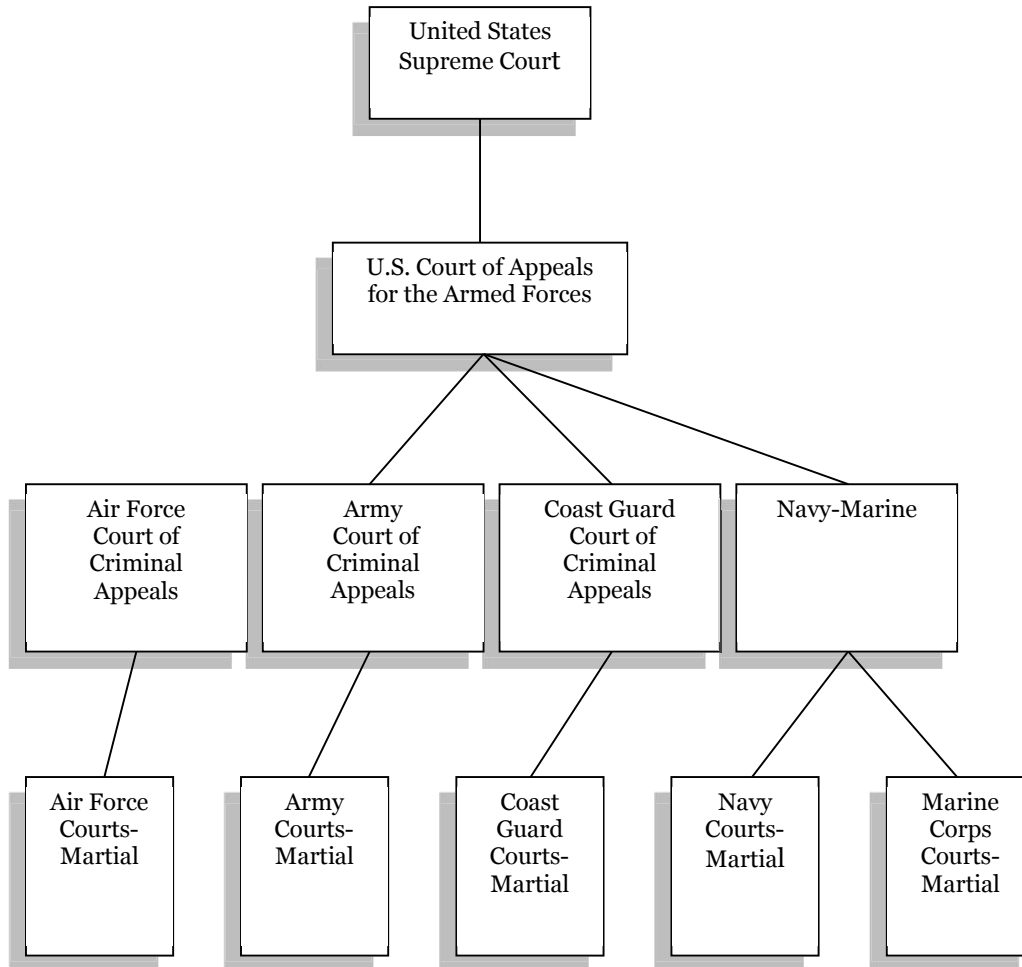 United States
Supreme Court
U.S. Court of Appeals
for the Armed Forces
Air Force
Court of
Criminal
Appeals
Army
Court of
Criminal
Appeals
Coast Guard
Court of
Criminal
Appeals
Navy-Marine
Air Force
Courts-
Martial
Army
Courts-
Martial
Coast
Guard
Courts-
Martial
Navy
Courts-
Martial
Marine
Corps
Courts-
Martial